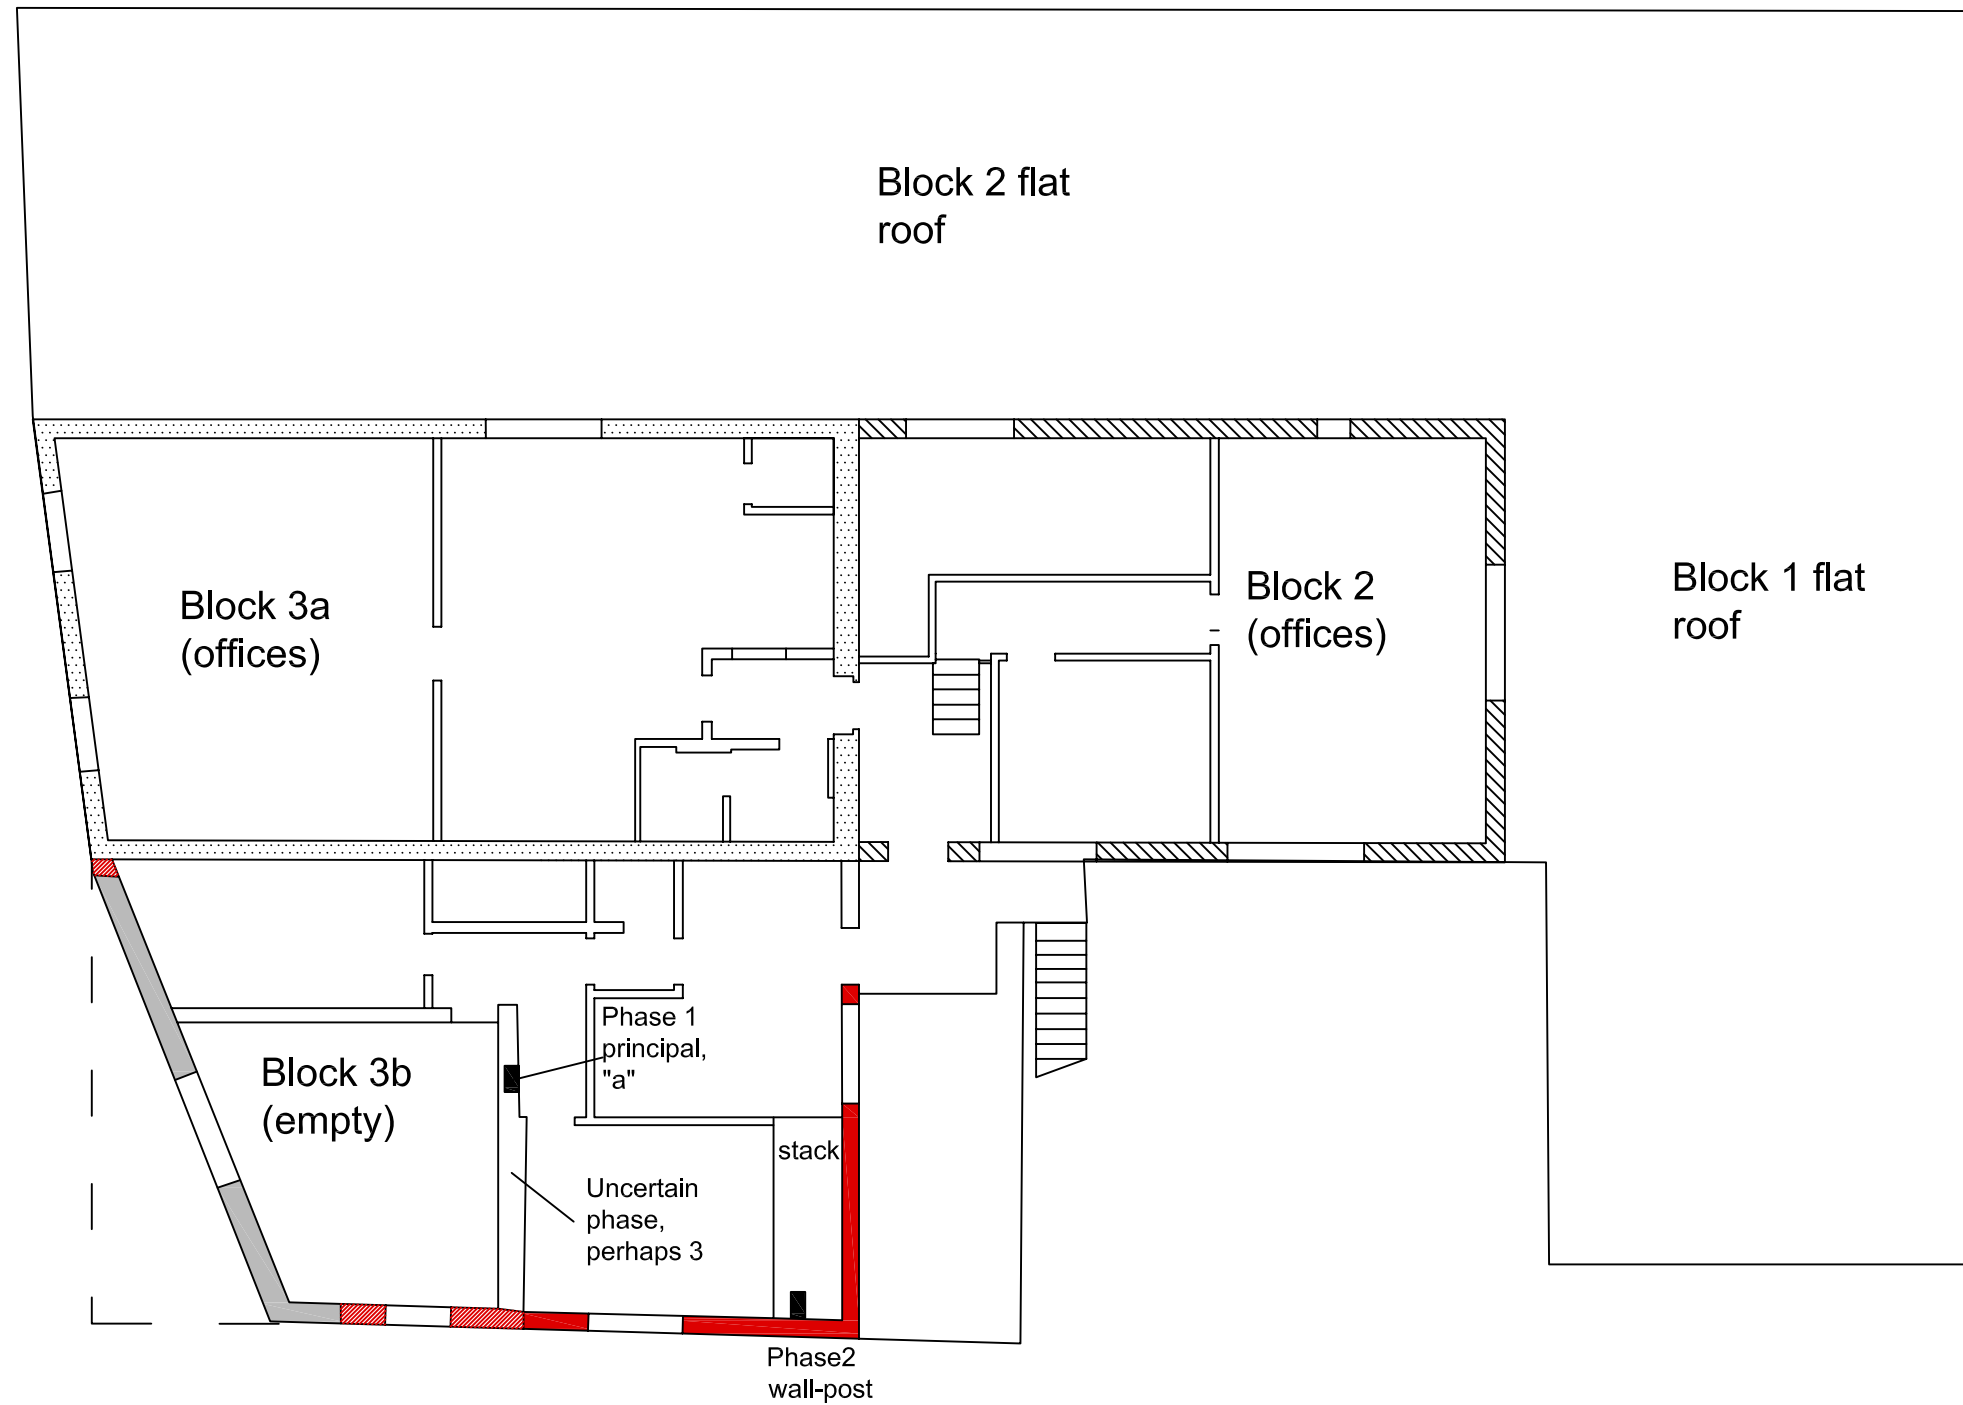 Block 2 flat
roof
Block 3a
(offices)
Block 2
(offices)
Block 1 flat
roof
Block 3b
(empty)
Phase 1
principal,
"a"
stack
Uncertain
phase,
perhaps 3
Phase2
wall-post